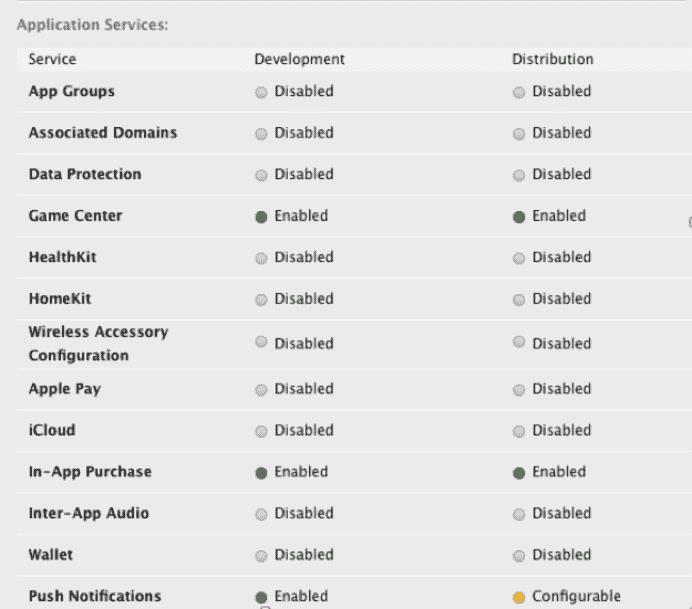 Application Services:
Service Development Distribution
App Groups Disabled Disabled
Associated Domains Disabled Disabled
Data Protection Disabled Disabled
Game Center Enabled Enabled
HealthKit Disabled Disabled
HomeKit Disabled Disabled
Wireless Accessory
Configuration Disabled Disabled
Apple Pay Disabled Disabled
iCloud Disabled Disabled
In-App Purchase Enabled Enabled
Inter-App Audio Disabled Disabled
Wallet Disabled Disabled
Push Notifications Enabled Configurable